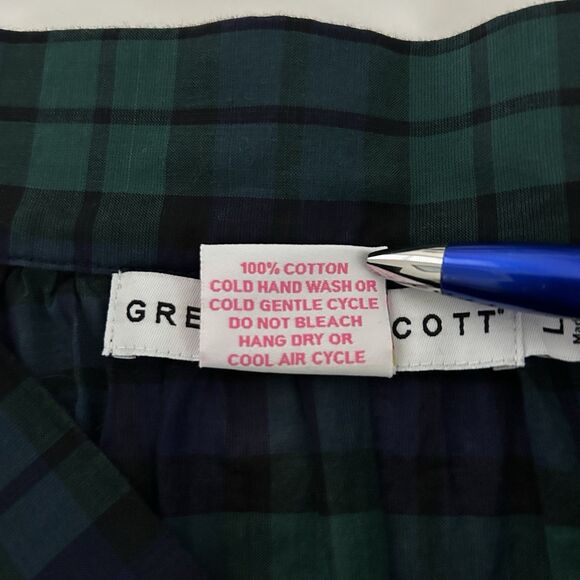 100% COTTON
COLD HAND WASH OR
COLD GENTLE CYCLE
DO NOT BLEACH
HANG DRY OR
COOL AIR CYCLE
GRE COTT"
L